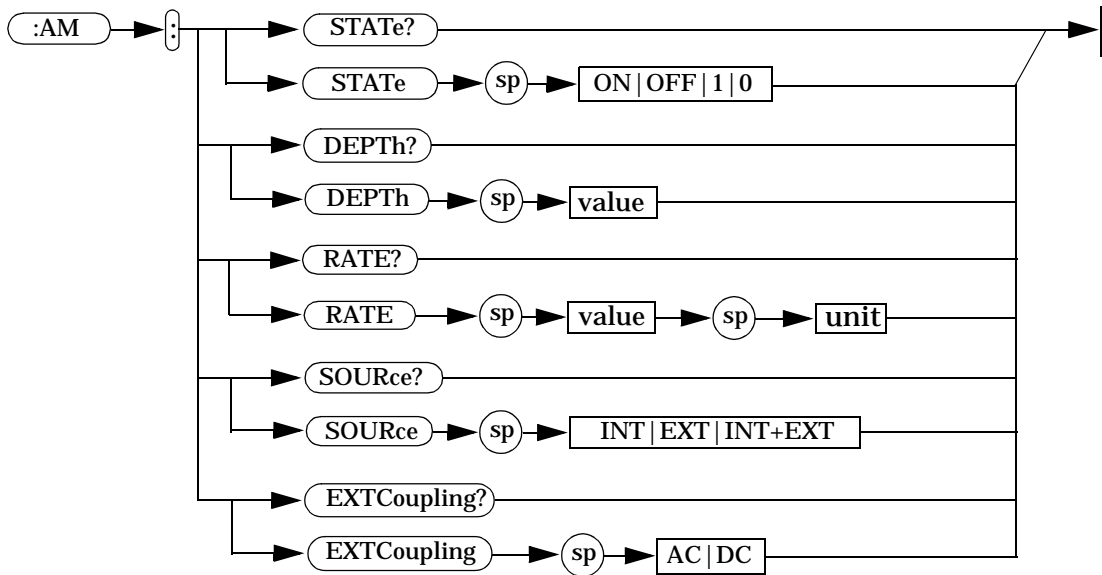 :AM : STATe?
STATe sp ON|OFF|1|0
DEPTh?
DEPTh sp value
RATE?
RATE sp value sp unit
SOURce?
SOURce sp INT|EXT|INT+EXT
EXTCoupling?
EXTCoupling sp AC|DC